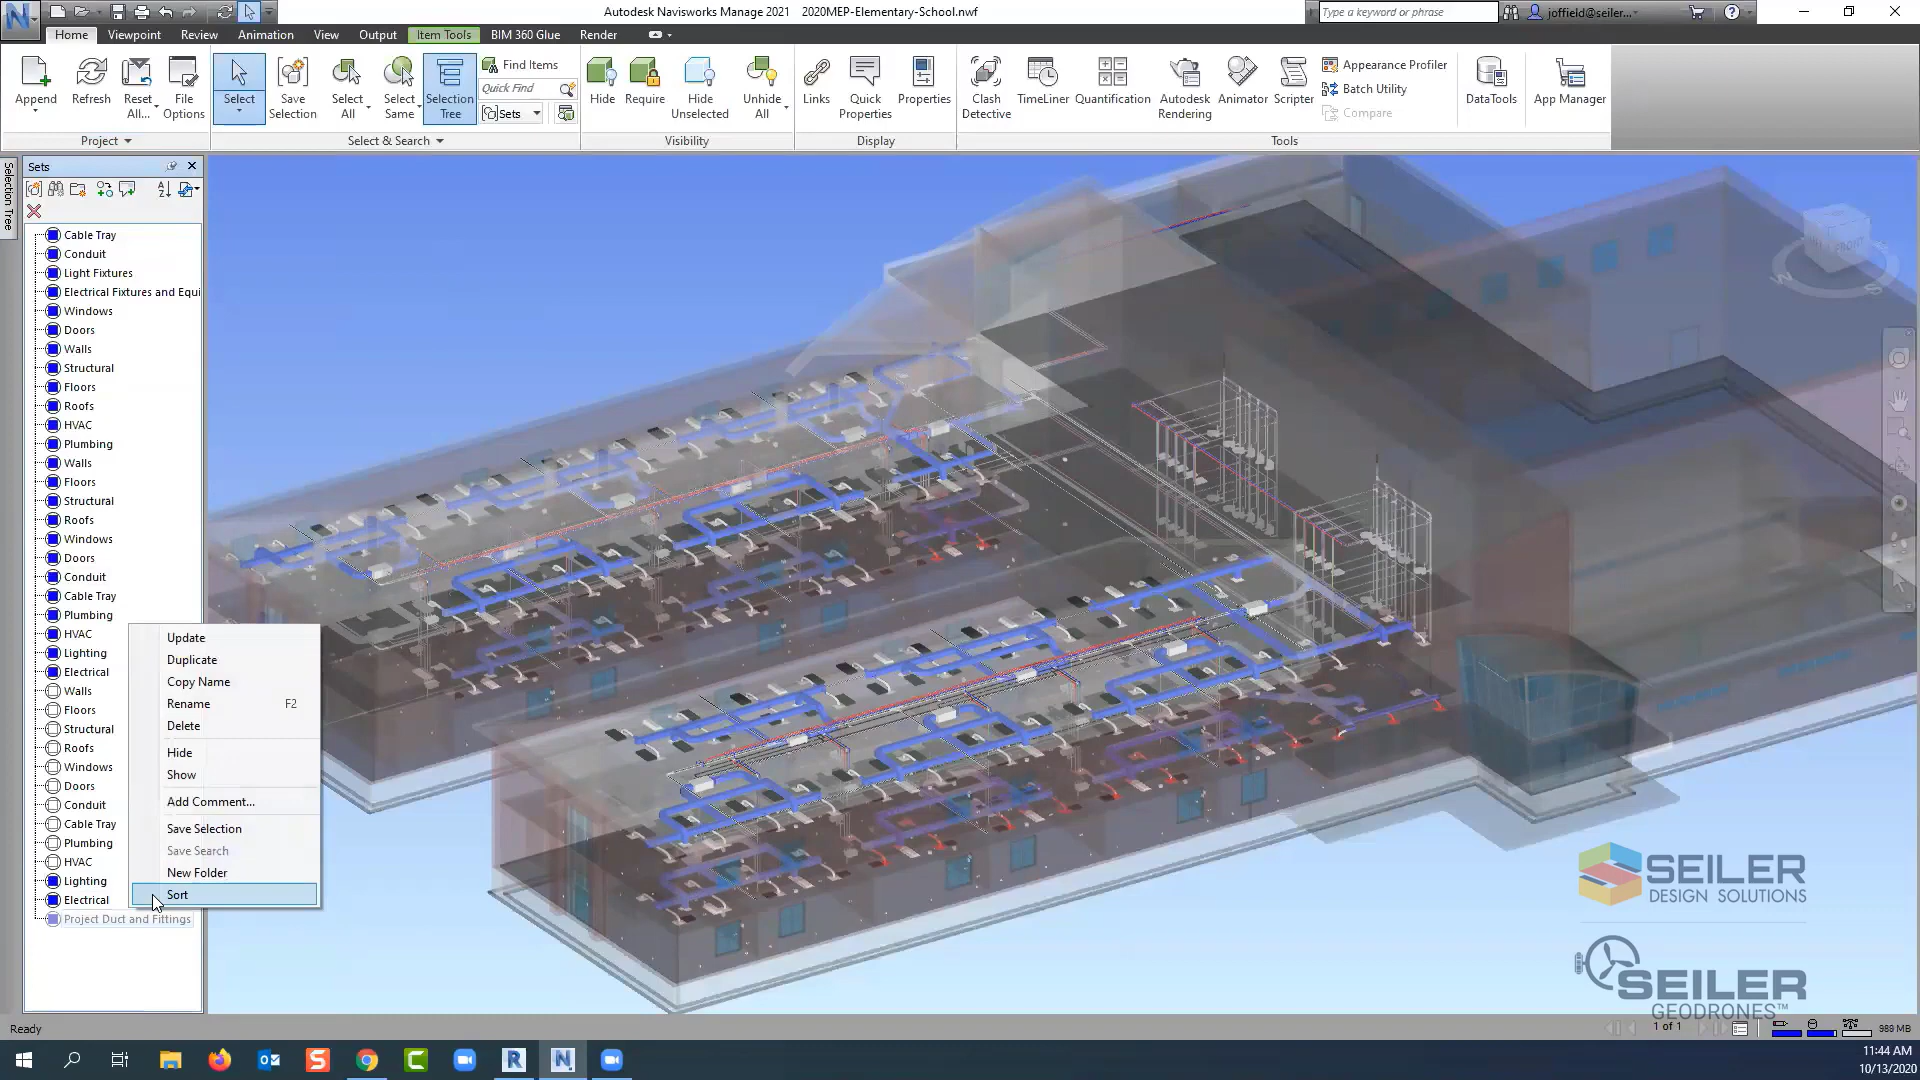 Autodesk Navisworks Manage 2021 2020MEP-Elementary-School.nwf
Type a keyword or phrase
joffield@seiler...
Home Viewpoint Review Animation View Output Item Tools BIM 360 Glue Render
Append
Refresh
Reset All...
File Options
Project
Select
Save Selection
Select All
Select Same
Selection Tree
Find Items
Quick Find
Sets
Select & Search
Hide
Require
Hide Unselected
Unhide All
Visibility
Links
Quick Properties
Properties
Display
Clash Detective
TimeLiner
Quantification
Autodesk Rendering
Animator
Scripter
Appearance Profiler
Batch Utility
Compare
Tools
DataTools
App Manager
Selection Tree
Sets
Cable Tray
Conduit
Light Fixtures
Electrical Fixtures and Equi
Windows
Doors
Walls
Structural
Floors
Roofs
HVAC
Plumbing
Walls
Floors
Structural
Roofs
Windows
Doors
Conduit
Cable Tray
Plumbing
HVAC
Lighting
Electrical
Walls
Floors
Structural
Roofs
Windows
Doors
Conduit
Cable Tray
Plumbing
HVAC
Lighting
Electrical
Project Duct and Fittings
Update
Duplicate
Copy Name
Rename F2
Delete
Hide
Show
Add Comment...
Save Selection
Save Search
New Folder
Sort
FRONT
W S
SEILER
DESIGN SOLUTIONS
SEILER
GEODRONES™
Ready
1 of 1
989 MB
11:44 AM
10/13/2020